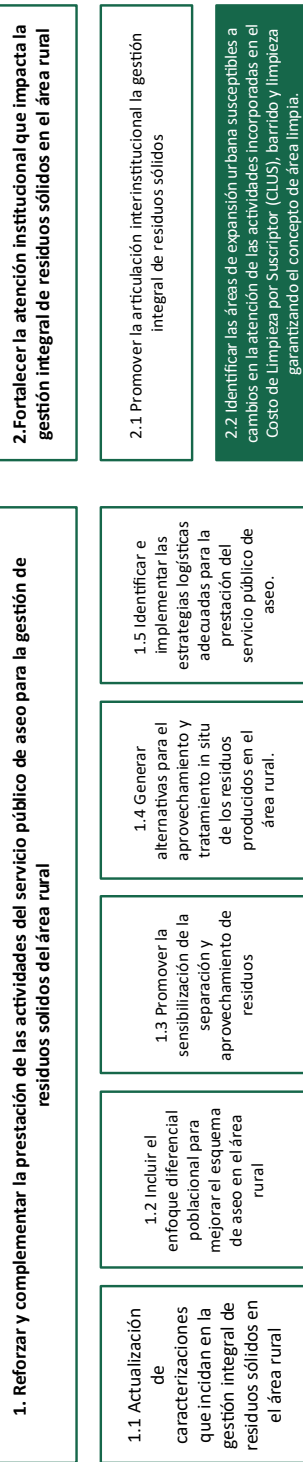 1. Reforzar y complementar la prestación de las actividades del servicio público de aseo para la gestión de
residuos solidos del área rural
1.1 Actualización
de
caracterizaciones
que incidan en la
gestión integral de
residuos sólidos en
el área rural
1.2 Incluir el
enfoque diferencial
poblacional para
mejorar el esquema
de aseo en el área
rural
1.3 Promover la
sensibilización de la
separación y
aprovechamiento de
residuos
1.4 Generar
alternativas para el
aprovechamiento y
tratamiento in situ
de los residuos
producidos en el
área rural.
1.5 Identificar e
implementar las
estrategias logísticas
adecuadas para la
prestación del
servicio público de
aseo.
2.Fortalecer la atención institucional que impacta la
gestión integral de residuos sólidos en el área rural
2.1 Promover la articulación interinstitucional la gestión
integral de residuos sólidos
2.2 Identificar las áreas de expansión urbana susceptibles a
cambios en la atención de las actividades incorporadas en el
Costo de Limpieza por Suscriptor (CLUS), barrido y limpieza
garantizando el concepto de área limpia.